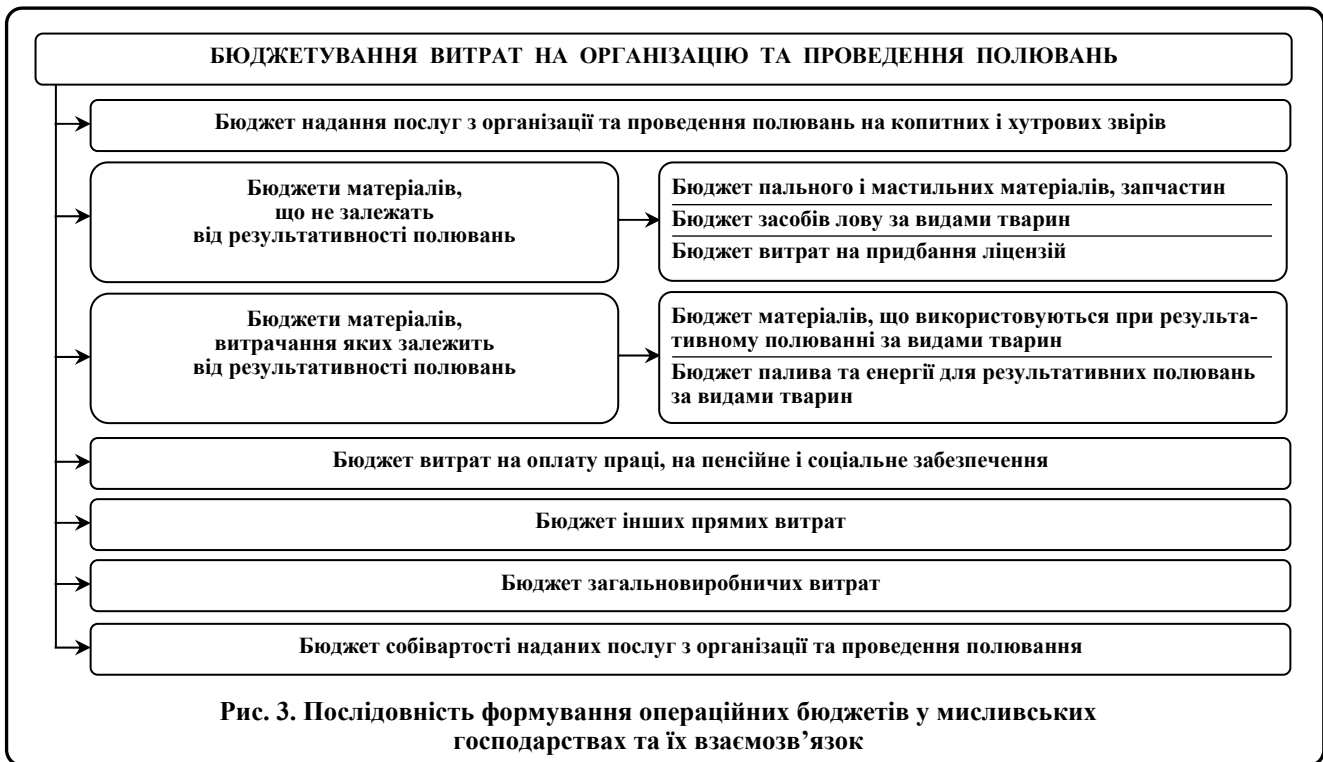 БЮДЖЕТУВАННЯ ВИТРАТ НА ОРГАНІЗАЦІЮ ТА ПРОВЕДЕННЯ ПОЛЮВАНЬ
Бюджет надання послуг з організації та проведення полювань на копитних і хутрових звірів
Бюджети матеріалів,
що не залежать
від результативності полювань
Бюджет пального і мастильних матеріалів, запчастин
Бюджет засобів лову за видами тварин
Бюджет витрат на придбання ліцензій
Бюджети матеріалів,
витрачання яких залежить
від результативності полювань
Бюджет матеріалів, що використовуються при результа-
тивному полюванні за видами тварин
Бюджет палива та енергії для результативних полювань
за видами тварин
Бюджет витрат на оплату праці, на пенсійне і соціальне забезпечення
Бюджет інших прямих витрат
Бюджет загальновиробничих витрат
Бюджет собівартості наданих послуг з організації та проведення полювання
Рис. 3. Послідовність формування операційних бюджетів у мисливських
господарствах та їх взаємозв’язок